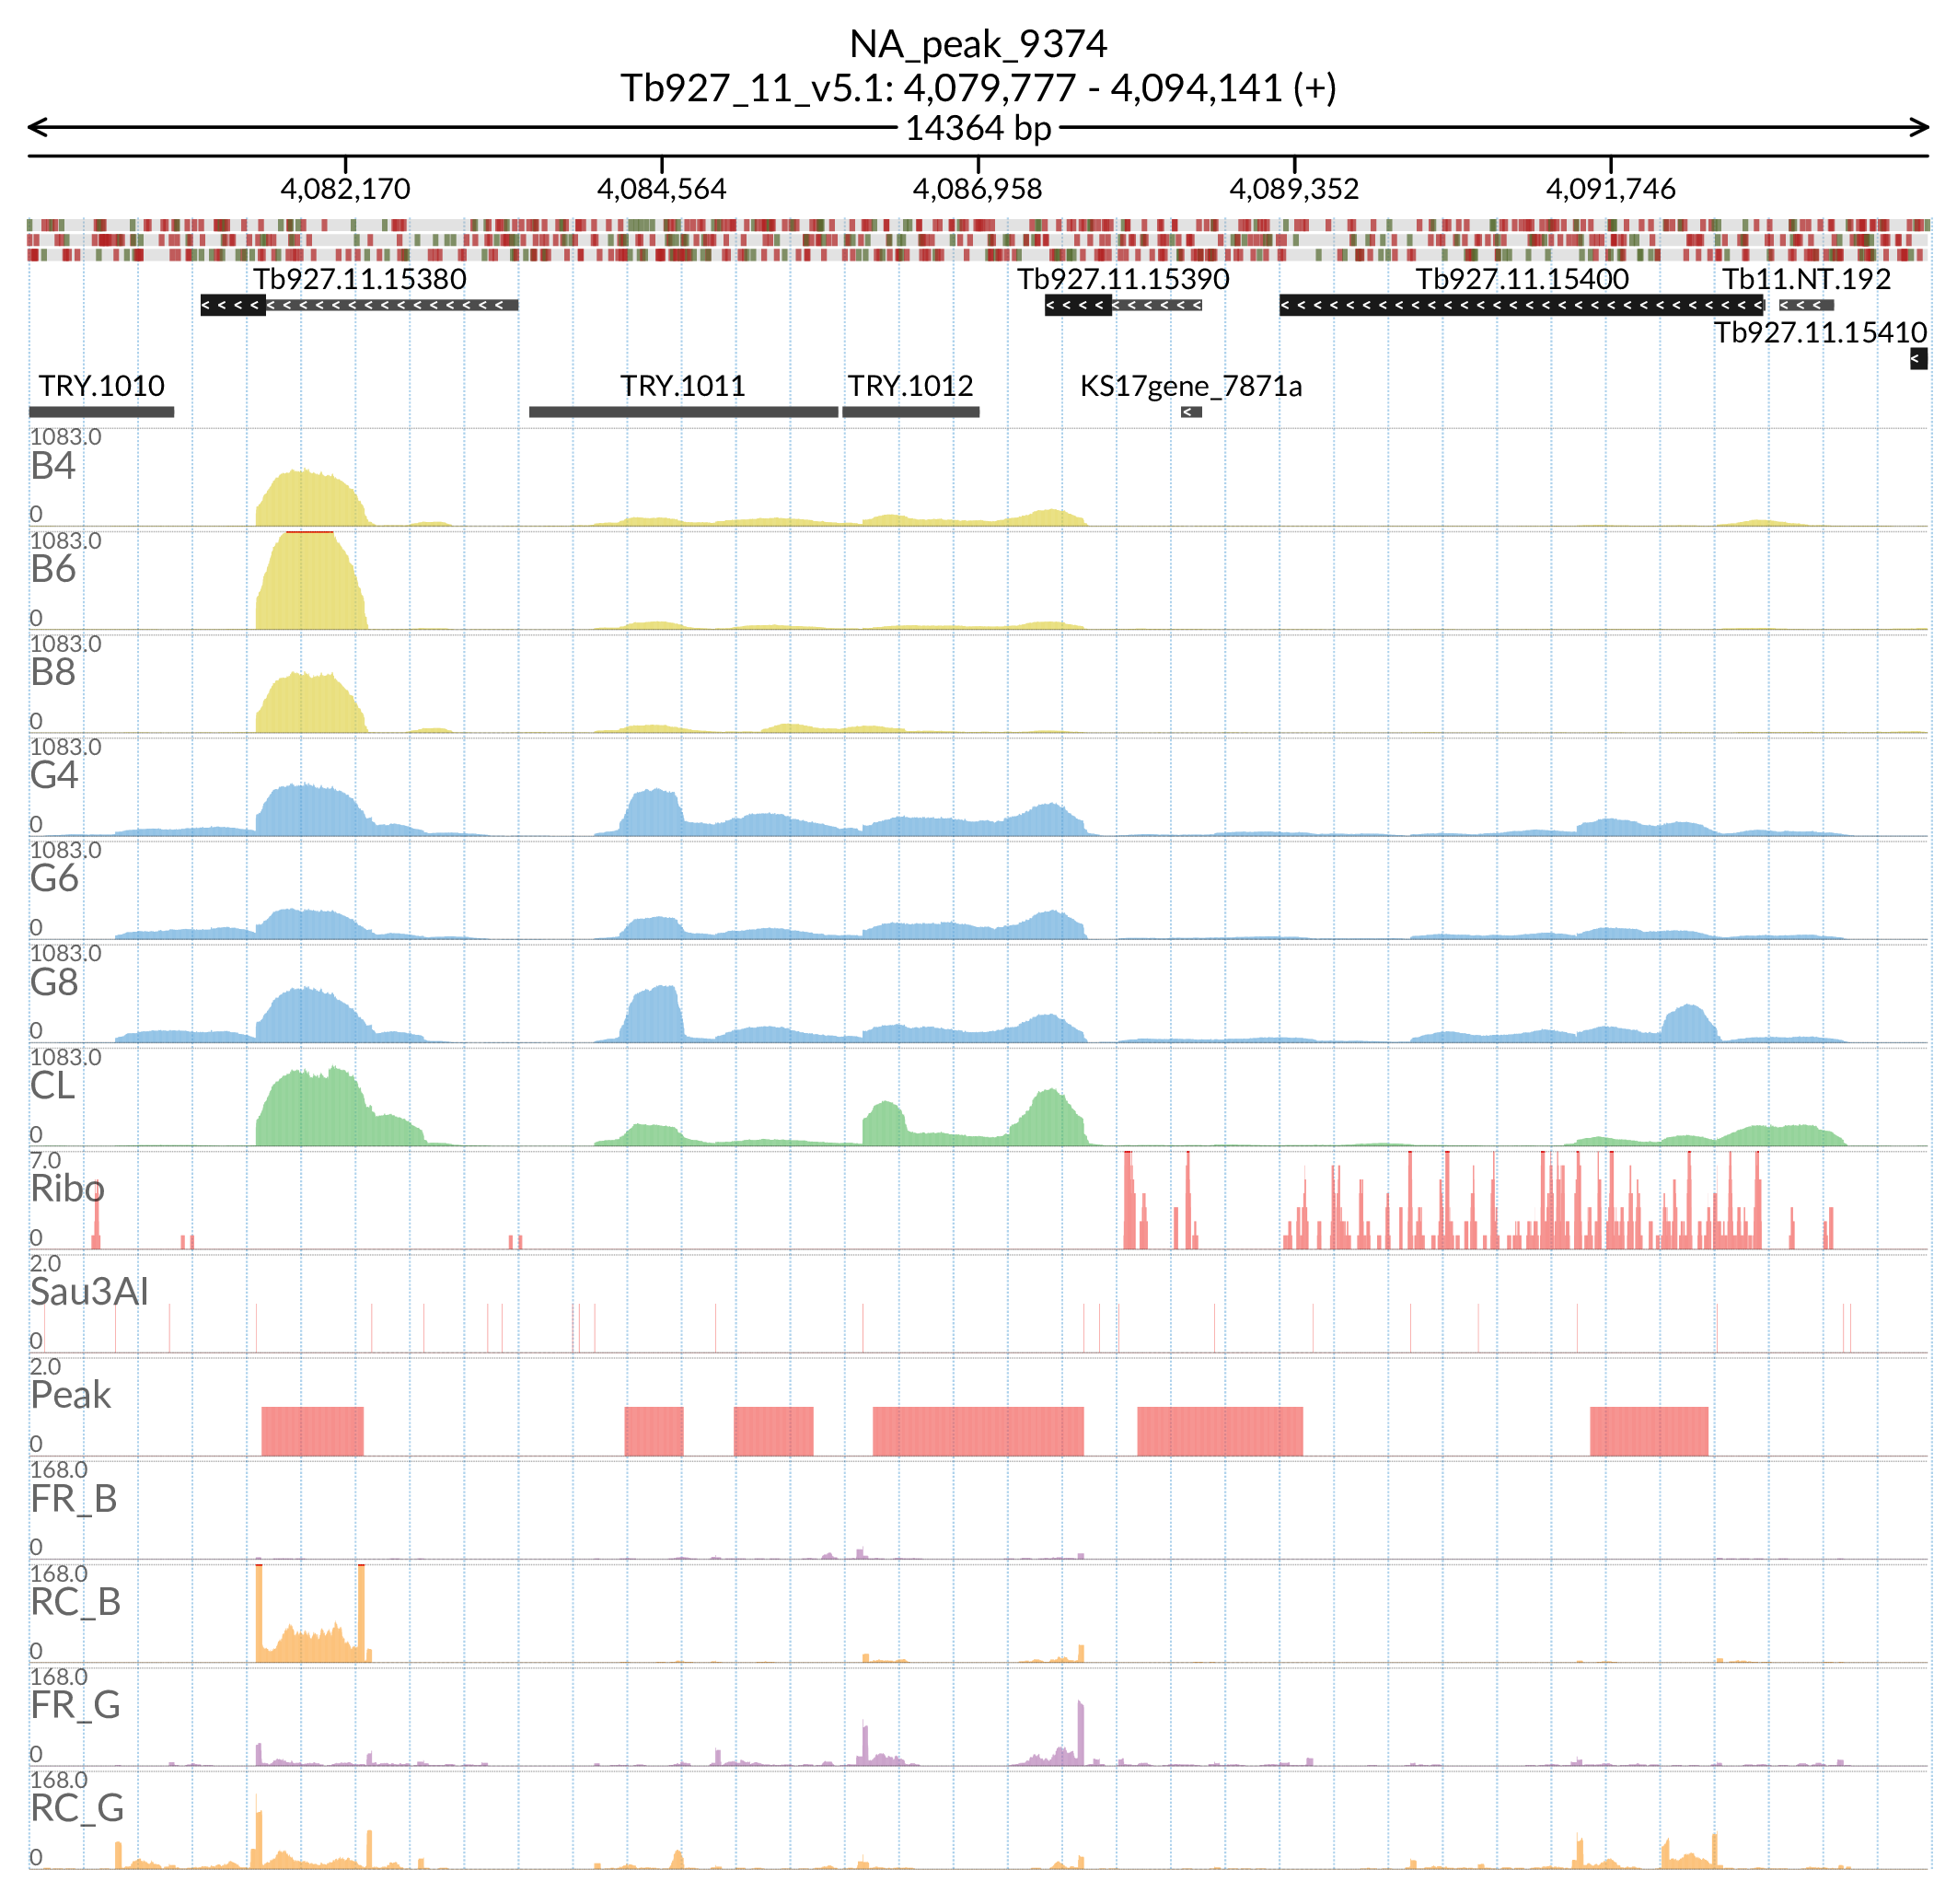 NA_peak_9374
Tb927_11_v5.1: 4,079,777 - 4,094,141 (+)
14364 bp
4,082,170 4,084,564 4,086,958 4,089,352 4,091,746
Tb927.11.15380 Tb927.11.15390 Tb927.11.15400 Tb11.NT.192
Tb927.11.15410
TRY.1010 TRY.1011 TRY.1012 KS17gene_7871a
1083.0
B4
0
1083.0
B6
0
1083.0
B8
0
1083.0
G4
0
1083.0
G6
0
1083.0
G8
0
1083.0
CL
0
7.0
Ribo
0
2.0
Sau3AI
0
2.0
Peak
0
168.0
FR_B
0
168.0
RC_B
0
168.0
FR_G
0
168.0
RC_G
0